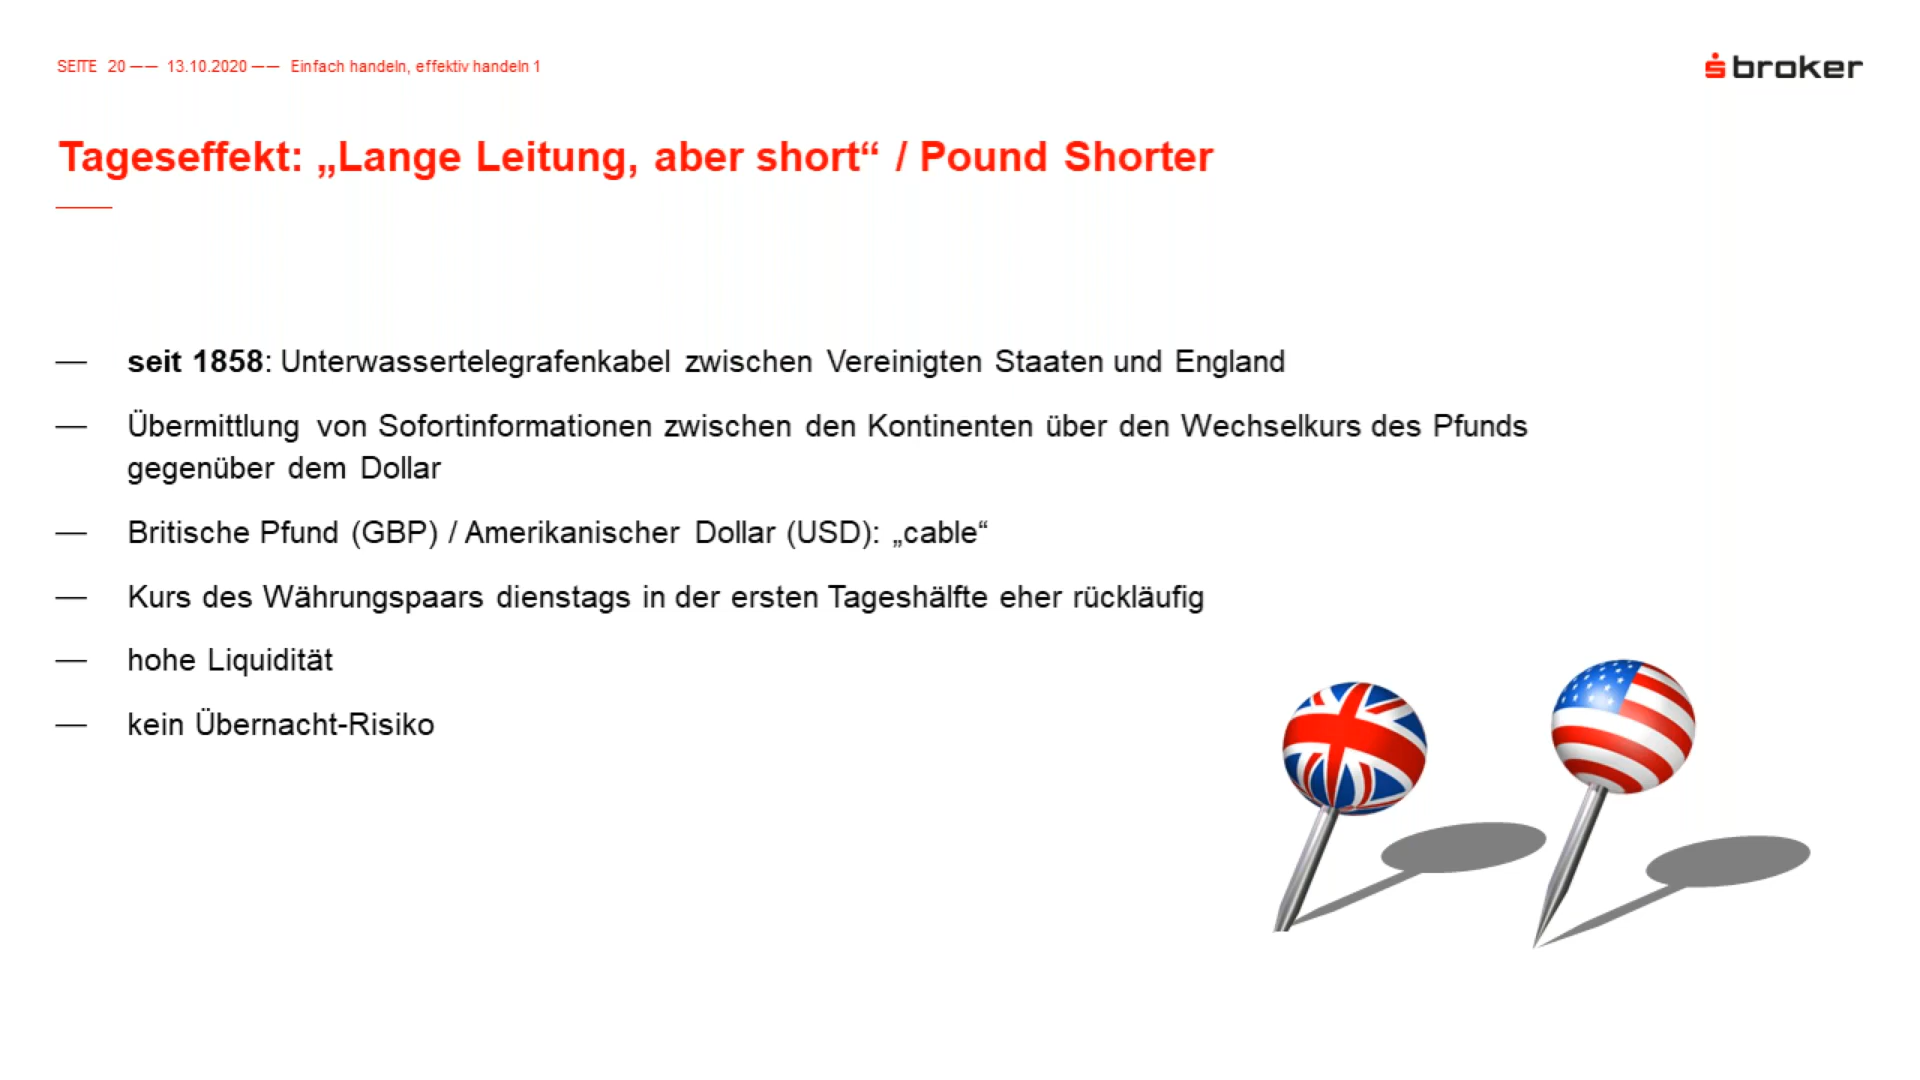 SEITE 20 —— 13.10.2020 —— Einfach handeln, effektiv handeln 1
broker
Tageseffekt: „Lange Leitung, aber short“ / Pound Shorter
— seit 1858: Unterwassertelegrafenkabel zwischen Vereinigten Staaten und England
— Übermittlung von Sofortinformationen zwischen den Kontinenten über den Wechselkurs des Pfunds
gegenüber dem Dollar
— Britische Pfund (GBP) / Amerikanischer Dollar (USD): „cable“
— Kurs des Währungspaars dienstags in der ersten Tageshälfte eher rückläufig
— hohe Liquidität
— kein Übernacht-Risiko